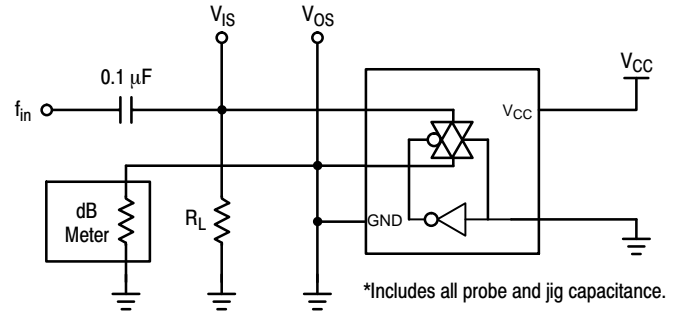 V_IS
V_OS
V_CC
0.1 μF
f_in
V_CC
dB
Meter
R_L
GND
*Includes all probe and jig capacitance.